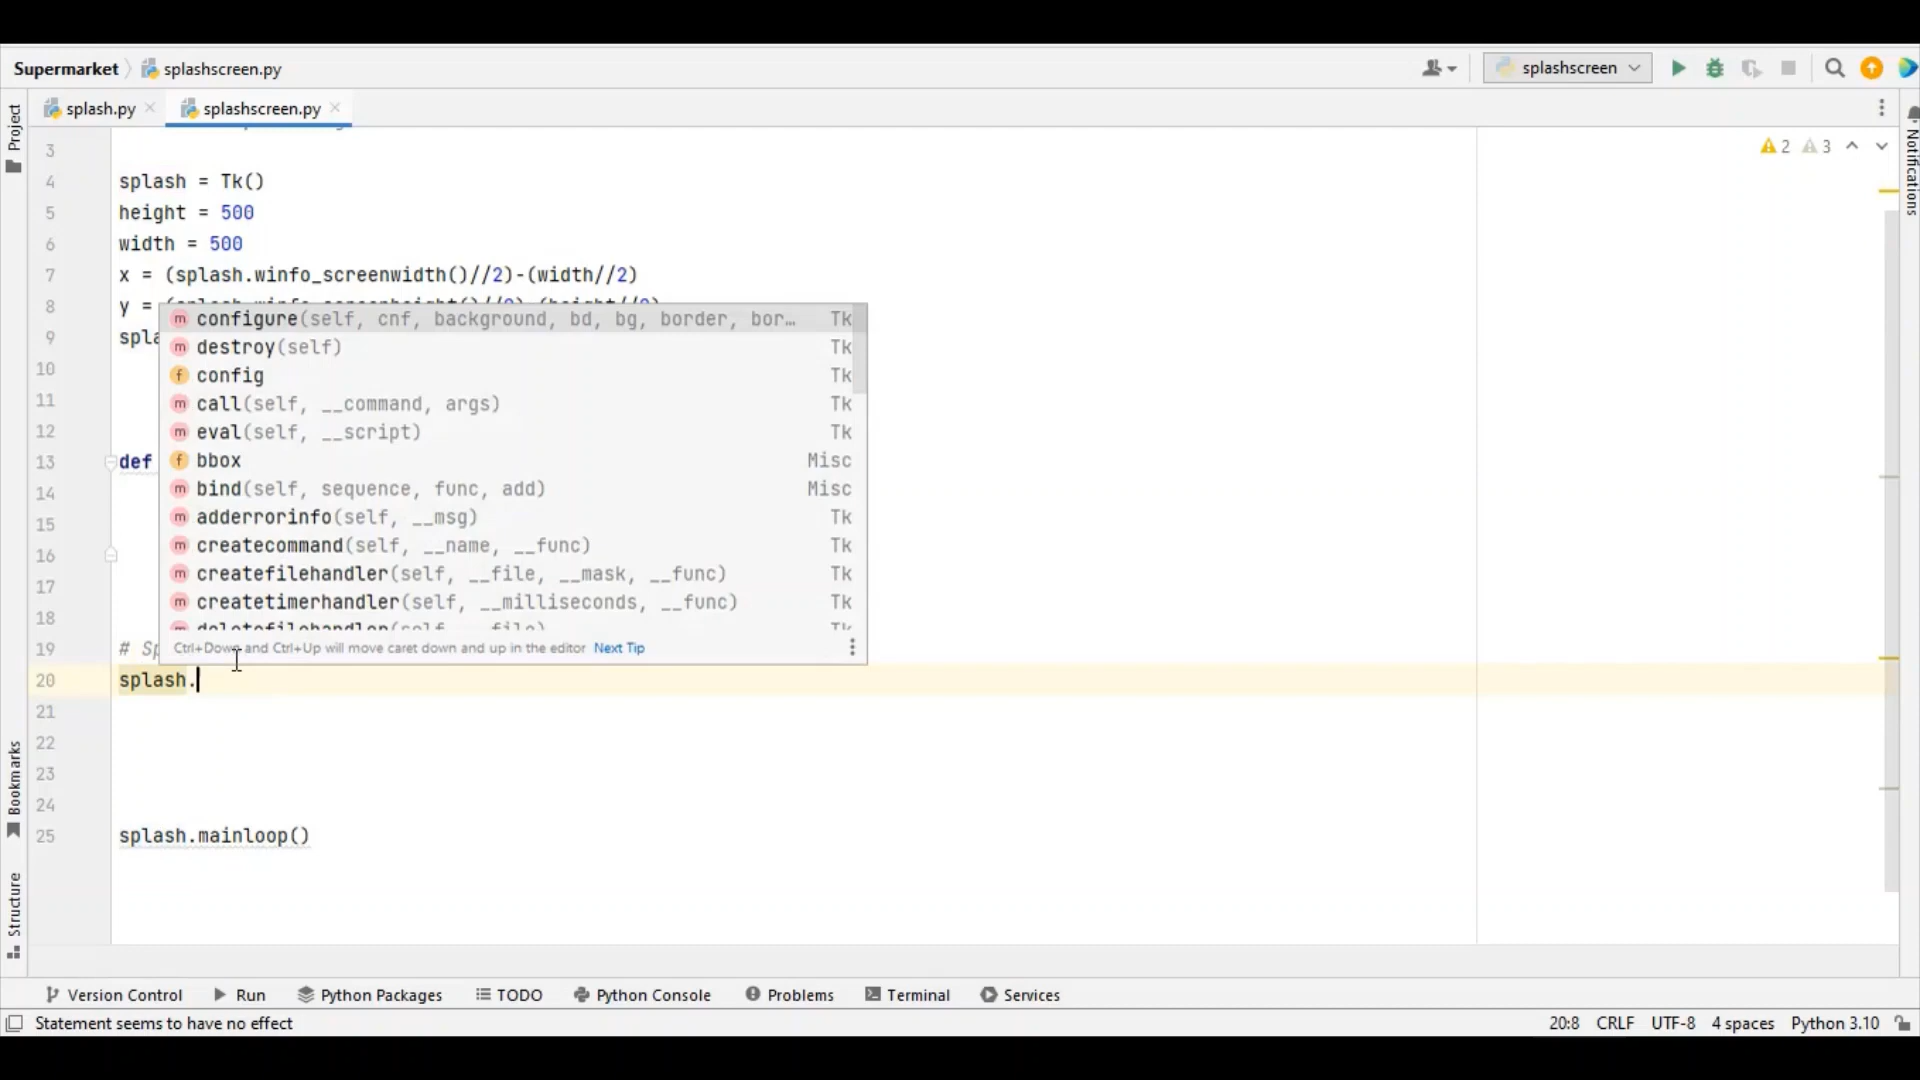 Supermarket splashscreen.py splashscreen
splash.py splashscreen.py
Project
Notifications
2 3
3
4 splash = Tk()
5 height = 500
6 width = 500
7 x = (splash.winfo_screenwidth()//2)-(width//2)
8 y =
9 spla
10
11
12
13 def
14
15
16
17
18
19 # Sp
20 splash.
21
22
23
24
25 splash.mainloop()
configure(self, cnf, background, bd, bg, border, bor… Tk
destroy(self) Tk
config Tk
call(self, __command, args) Tk
eval(self, __script) Tk
bbox Misc
bind(self, sequence, func, add) Misc
adderrorinfo(self, __msg) Tk
createcommand(self, __name, __func) Tk
createfilehandler(self, __file, __mask, __func) Tk
createtimerhandler(self, __milliseconds, __func) Tk
deletefilehandler(self, __file) Tk
Ctrl+Down and Ctrl+Up will move caret down and up in the editor Next Tip
Bookmarks
Structure
Version Control Run Python Packages TODO Python Console Problems Terminal Services
Statement seems to have no effect 20:8 CRLF UTF-8 4 spaces Python 3.10